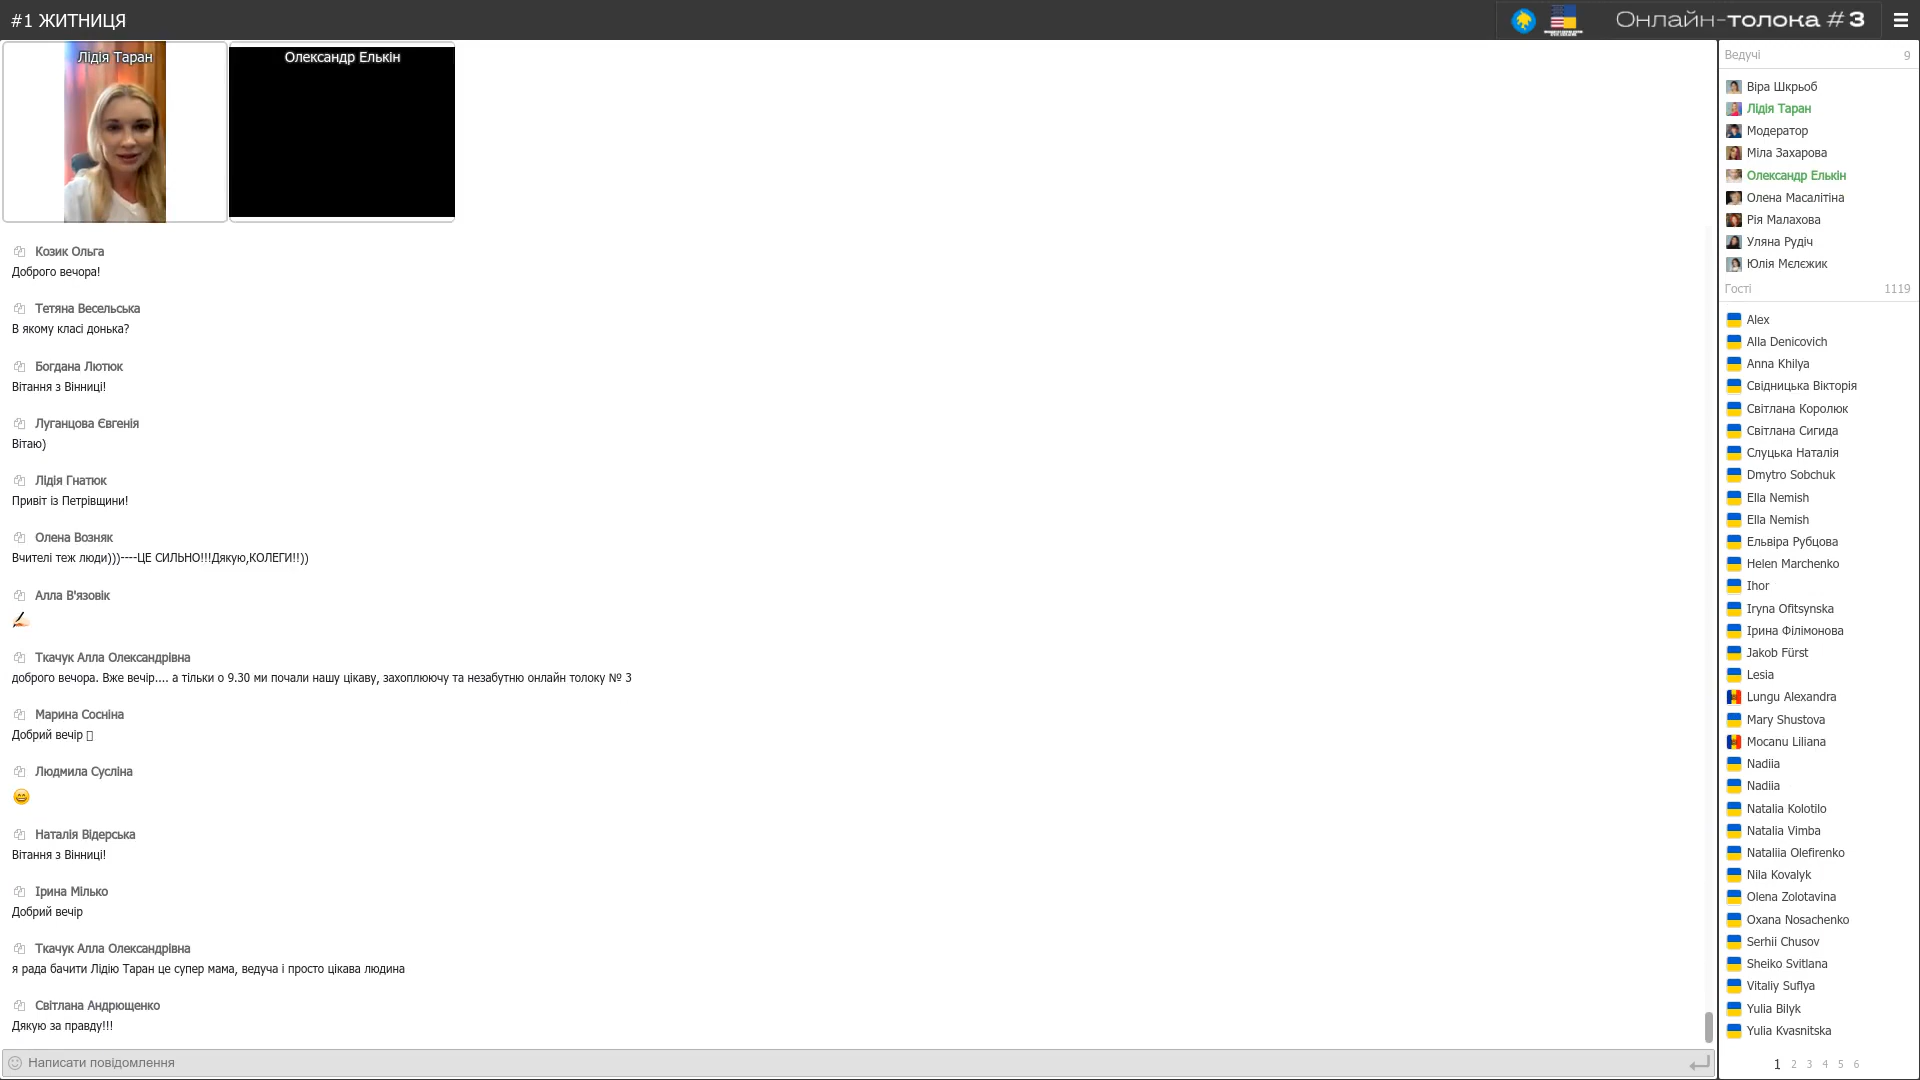 #1 ЖИТНИЦЯ
Онлайн-толока #3
Лідія Таран
Олександр Елькін
Козик Ольга
Доброго вечора!
Тетяна Весельська
В якому класі донька?
Богдана Лютюк
Вітання з Вінниці!
Луганцова Євгенія
Вітаю)
Лідія Гнатюк
Привіт із Петрівщини!
Олена Возняк
Вчителі теж люди)))----ЦЕ СИЛЬНО!!!Дякую,КОЛЕГИ!!))
Алла В'язовік
Ткачук Алла Олександрівна
доброго вечора. Вже вечір.... а тільки о 9.30 ми почали нашу цікаву, захоплюючу та незабутню онлайн толоку № 3
Марина Сосніна
Добрий вечір
Людмила Сусліна
Наталія Відерська
Вітання з Вінниці!
Ірина Мілько
Добрий вечір
Ткачук Алла Олександрівна
я рада бачити Лідію Таран це супер мама, ведуча і просто цікава людина
Світлана Андрющенко
Дякую за правду!!!
Написати повідомлення
Ведучі 9
Віра Шкрьоб
Лідія Таран
Модератор
Міла Захарова
Олександр Елькін
Олена Масалітіна
Рія Малахова
Уляна Рудіч
Юлія Мєлєжик
Гості 1119
Alex
Alla Denicovich
Anna Khilya
Свідницька Вікторія
Світлана Королюк
Світлана Сигида
Слуцька Наталія
Dmytro Sobchuk
Ella Nemish
Ella Nemish
Ельвіра Рубцова
Helen Marchenko
Ihor
Iryna Ofitsynska
Ірина Філімонова
Jakob Fürst
Lesia
Lungu Alexandra
Mary Shustova
Mocanu Liliana
Nadiia
Nadiia
Natalia Kolotilo
Natalia Vimba
Nataliia Olefirenko
Nila Kovalyk
Olena Zolotavina
Oxana Nosachenko
Serhii Chusov
Sheiko Svitlana
Vitaliy Suflya
Yulia Bilyk
Yulia Kvasnitska
1 2 3 4 5 6